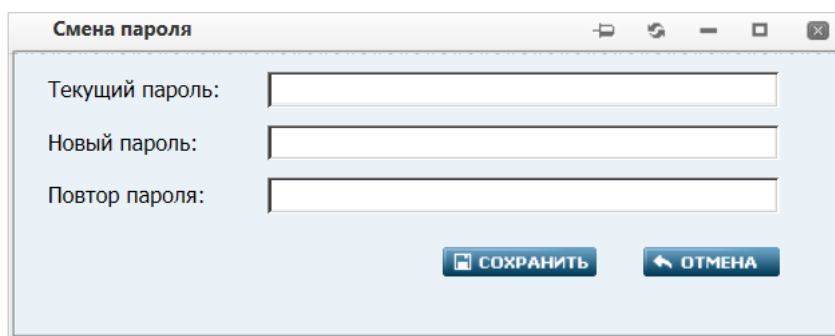 Смена пароля
Текущий пароль:
Новый пароль:
Повтор пароля:
СОХРАНИТЬ ОТМЕНА